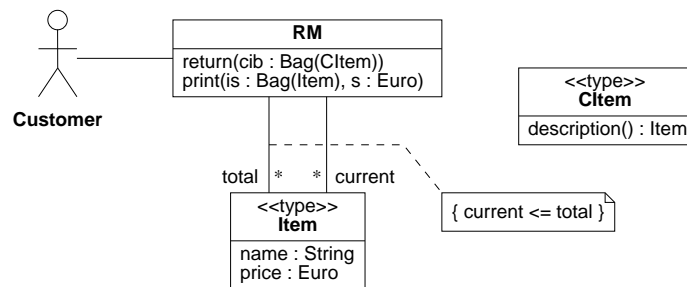 RM
return(cib : Bag(CItem))
print(is : Bag(Item), s : Euro)
Customer
<<type>>
CItem
description() : Item
total * * current
{ current <= total }
<<type>>
Item
name : String
price : Euro